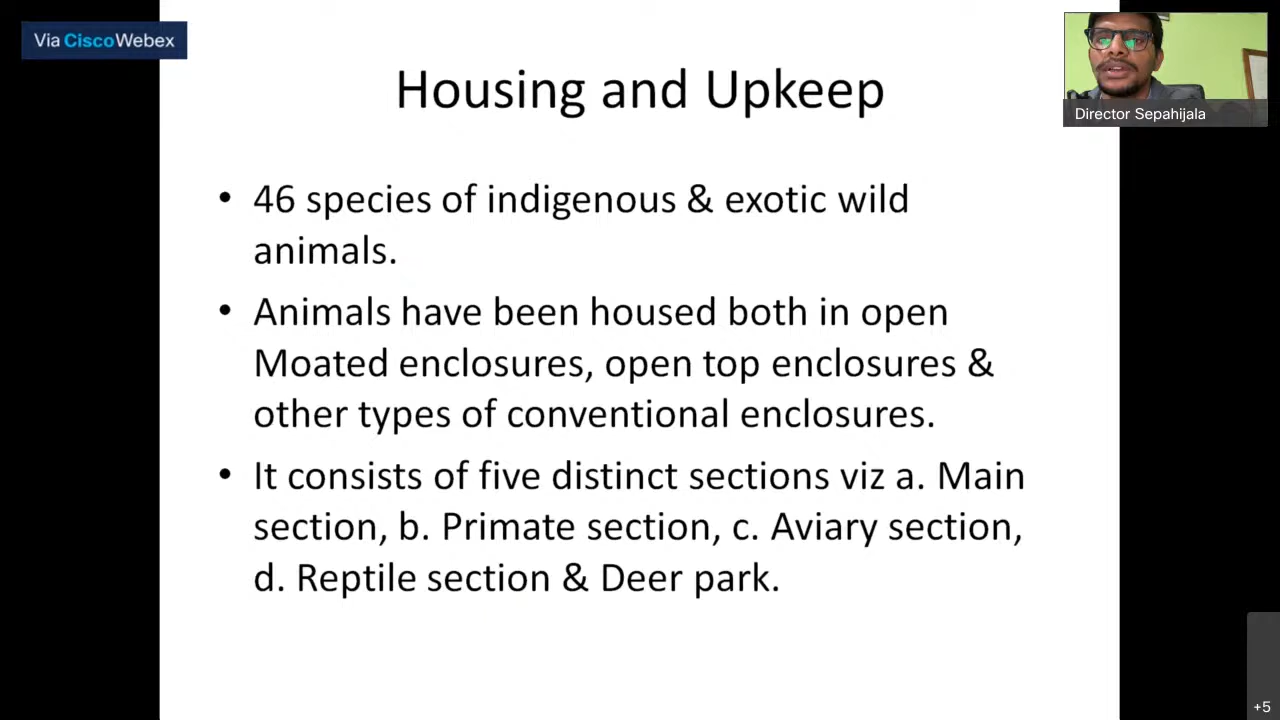 Via CiscoWebex
Housing and Upkeep
Director Sepahijala
• 46 species of indigenous & exotic wild
animals.
• Animals have been housed both in open
Moated enclosures, open top enclosures &
other types of conventional enclosures.
• It consists of five distinct sections viz a. Main
section, b. Primate section, c. Aviary section,
d. Reptile section & Deer park.
+5